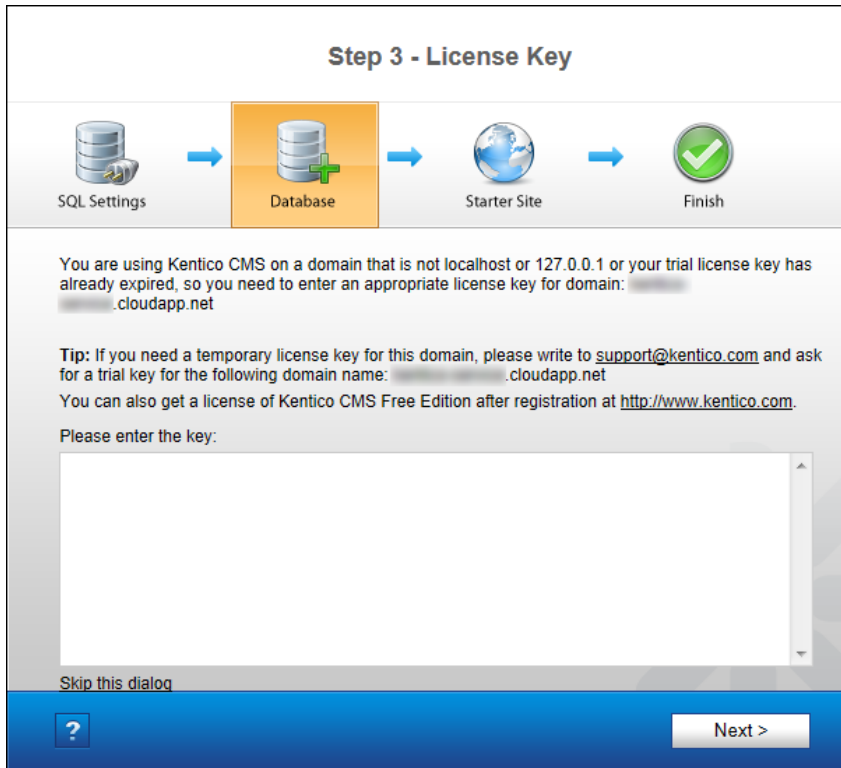 Step 3 - License Key
SQL Settings
Database
Starter Site
Finish
You are using Kentico CMS on a domain that is not localhost or 127.0.0.1 or your trial license key has
already expired, so you need to enter an appropriate license key for domain:
.cloudapp.net
Tip: If you need a temporary license key for this domain, please write to support@kentico.com and ask
for a trial key for the following domain name: .cloudapp.net
You can also get a license of Kentico CMS Free Edition after registration at http://www.kentico.com.
Please enter the key:
Skip this dialog
?
Next >